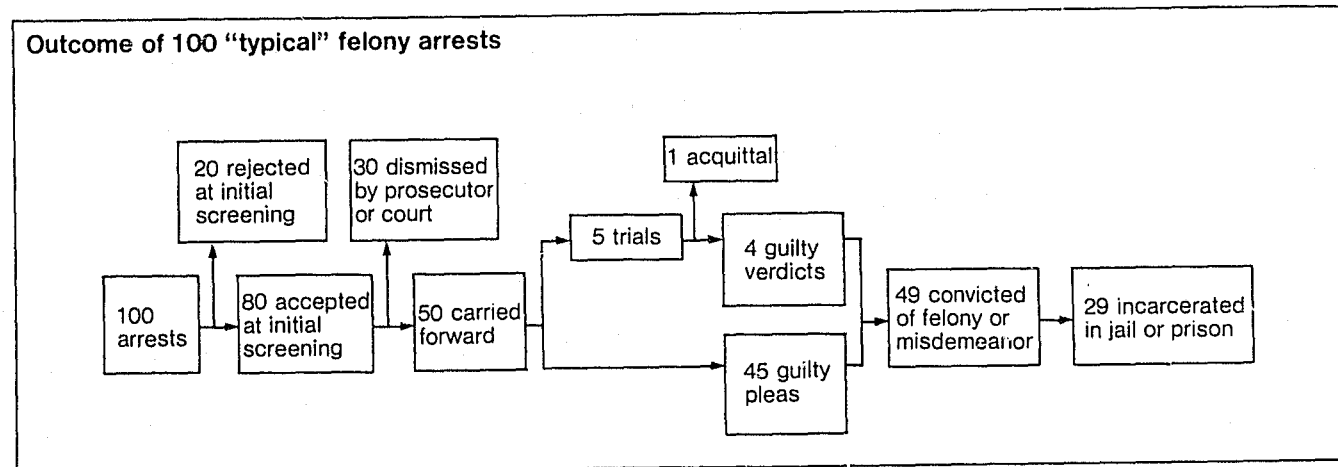 Outcome of 100 “typical” felony arrests
20 rejected
at initial
screening
30 dismissed
by prosecutor
or court
1 acquittal
5 trials
4 guilty
verdicts
100
arrests
80 accepted
at initial
screening
50 carried
forward
45 guilty
pleas
49 convicted
of felony or
misdemeanor
29 incarcerated
in jail or prison